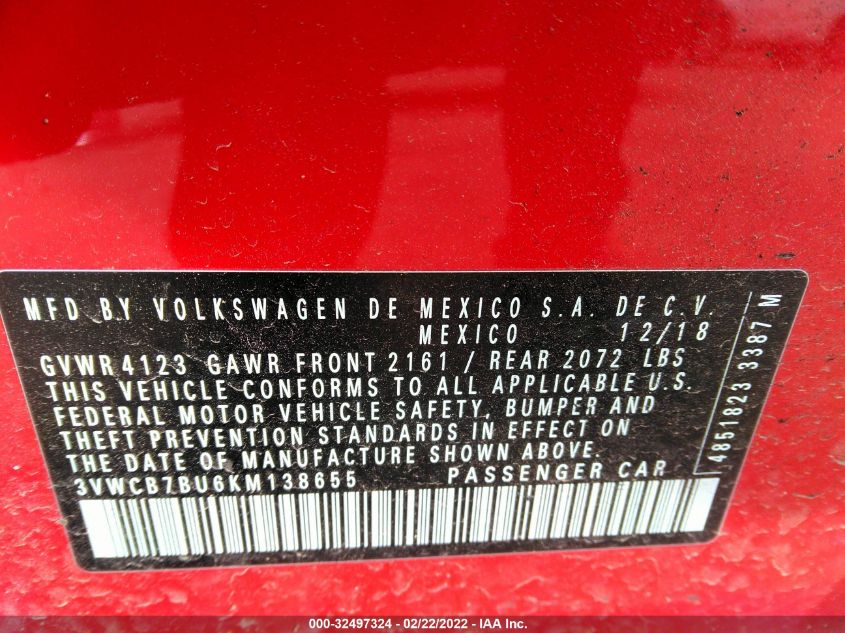 MFD BY VOLKSWAGEN DE MEXICO S.A. DE C.V.
MEXICO 12/18
GVWR 4123 GAWR FRONT 2161 / REAR 2072 LBS
THIS VEHICLE CONFORMS TO ALL APPLICABLE U.S.
FEDERAL MOTOR VEHICLE SAFETY, BUMPER AND
THEFT PREVENTION STANDARDS IN EFFECT ON
THE DATE OF MANUFACTURE SHOWN ABOVE.
3VWCB7BU6KM138655 PASSENGER CAR
4851823 3387 M
000-32497324 - 02/22/2022 - IAA Inc.